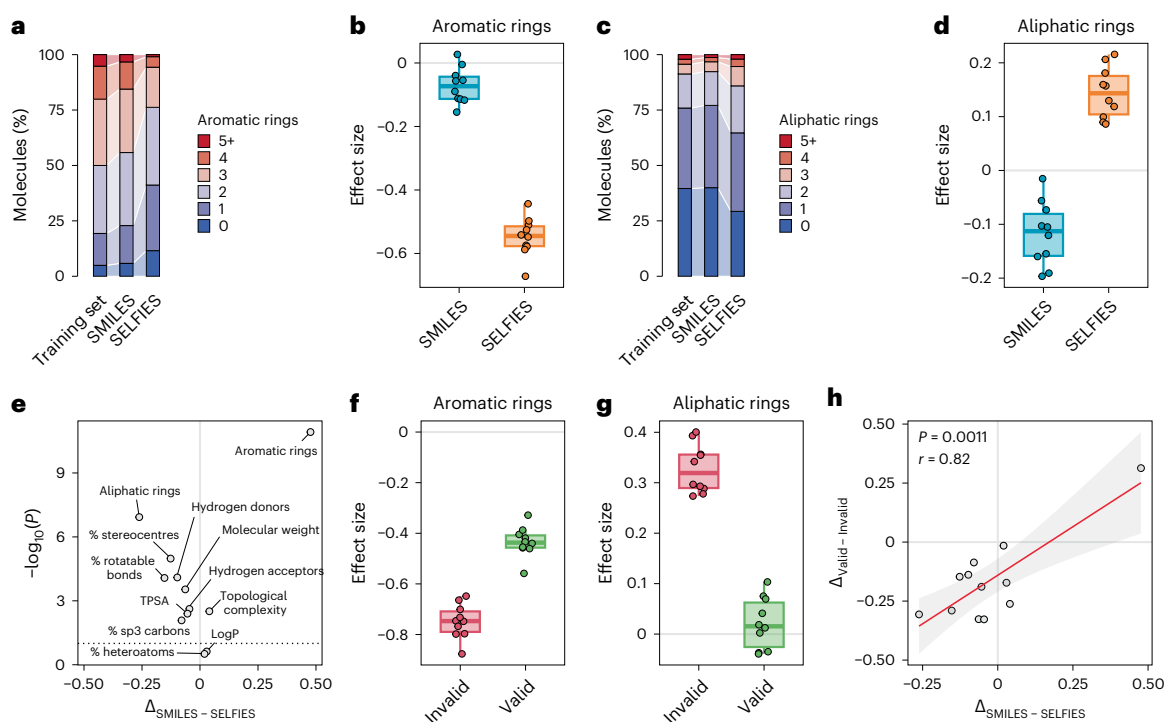 a
Molecules (%)
100
75
50
25
0
Training set
SMILES
SELFIES
Aromatic rings
5+
4
3
2
1
0
b
Aromatic rings
Effect size
0
−0.2
−0.4
−0.6
SMILES
SELFIES
c
Molecules (%)
100
75
50
25
0
Training set
SMILES
SELFIES
Aliphatic rings
5+
4
3
2
1
0
d
Aliphatic rings
Effect size
0.2
0.1
0
−0.1
−0.2
SMILES
SELFIES
e
−log10(P)
9
6
3
0
Aromatic rings
Aliphatic rings
Hydrogen donors
% stereocentres
Molecular weight
% rotatable
bonds
Hydrogen acceptors
TPSA
Topological
complexity
% sp3 carbons
LogP
% heteroatoms
−0.50
−0.25
0
0.25
0.50
ΔSMILES − SELFIES
f
Aromatic rings
Effect size
0
−0.2
−0.4
−0.6
−0.8
Invalid
Valid
g
Aliphatic rings
Effect size
0.4
0.3
0.2
0.1
0
Invalid
Valid
h
ΔValid − Invalid
0.50
0.25
0
−0.25
−0.50
P = 0.0011
r = 0.82
−0.25
0
0.25
0.50
ΔSMILES − SELFIES